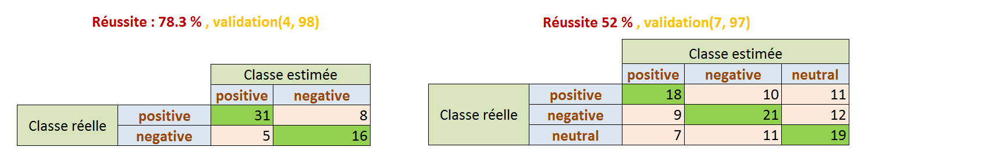 Réussite : 78.3 % , validation(4, 98)
Classe estimée
positive negative
Classe réelle
positive 31 8
negative 5 16
Réussite 52 % , validation(7, 97)
Classe estimée
positive negative neutral
Classe réelle
positive 18 10 11
negative 9 21 12
neutral 7 11 19